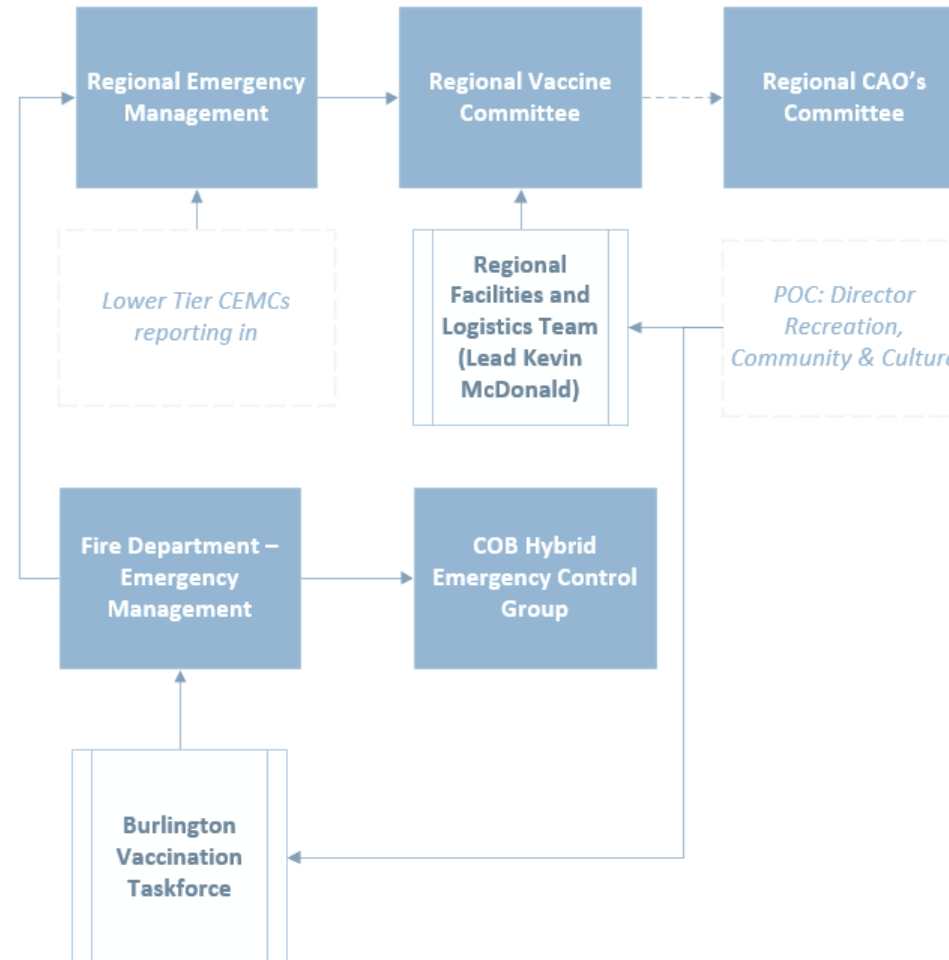 Regional Emergency
Management
Regional Vaccine
Committee
Regional CAO's
Committee
Lower Tier CEMCs
reporting in
Regional
Facilities and
Logistics Team
(Lead Kevin
McDonald)
POC: Director
Recreation,
Community & Culture
Fire Department –
Emergency
Management
COB Hybrid
Emergency Control
Group
Burlington
Vaccination
Taskforce